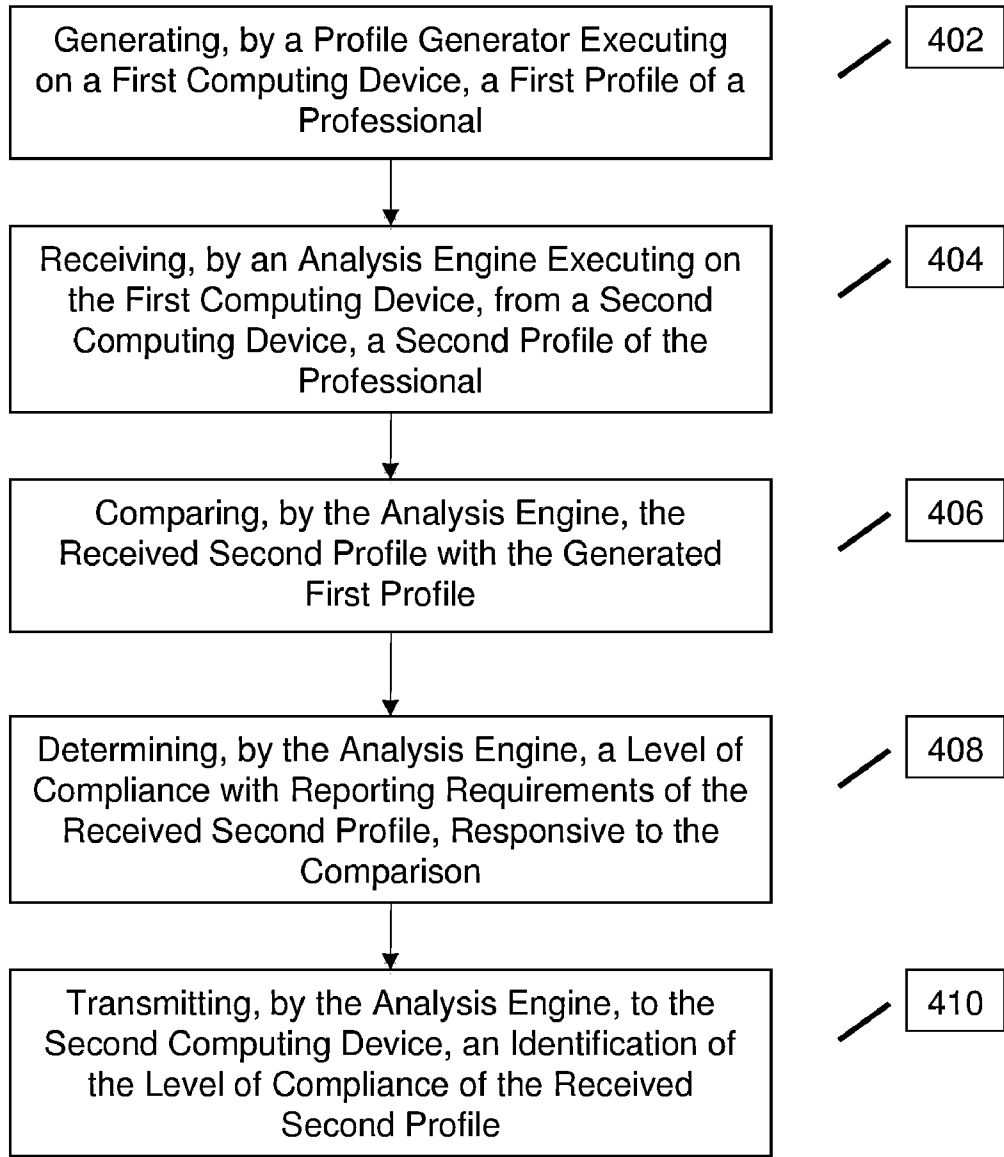 Generating, by a Profile Generator Executing
on a First Computing Device, a First Profile of a
Professional
402
Receiving, by an Analysis Engine Executing on
the First Computing Device, from a Second
Computing Device, a Second Profile of the
Professional
404
Comparing, by the Analysis Engine, the
Received Second Profile with the Generated
First Profile
406
Determining, by the Analysis Engine, a Level of
Compliance with Reporting Requirements of the
Received Second Profile, Responsive to the
Comparison
408
Transmitting, by the Analysis Engine, to the
Second Computing Device, an Identification of
the Level of Compliance of the Received
Second Profile
410